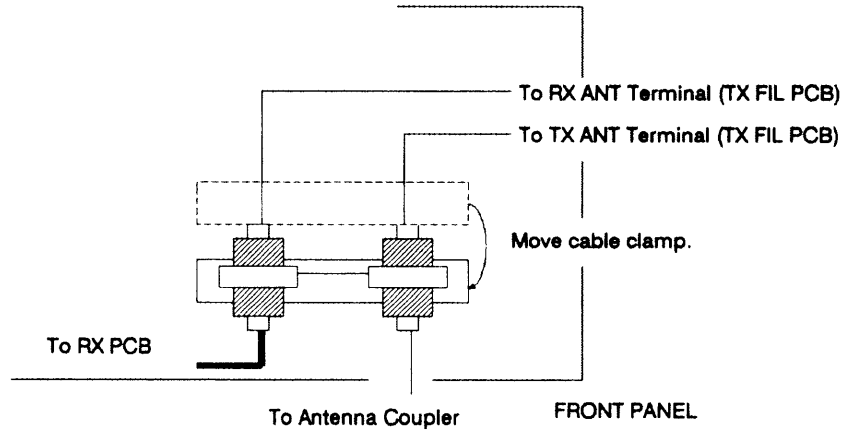 To RX ANT Terminal (TX FIL PCB)
To TX ANT Terminal (TX FIL PCB)
Move cable clamp.
To RX PCB
To Antenna Coupler
FRONT PANEL